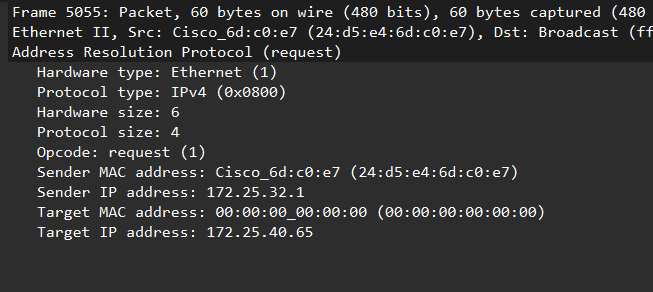 Frame 5055: Packet, 60 bytes on wire (480 bits), 60 bytes captured (480
Ethernet II, Src: Cisco_6d:c0:e7 (24:d5:e4:6d:c0:e7), Dst: Broadcast (ff
Address Resolution Protocol (request)
Hardware type: Ethernet (1)
Protocol type: IPv4 (0x0800)
Hardware size: 6
Protocol size: 4
Opcode: request (1)
Sender MAC address: Cisco_6d:c0:e7 (24:d5:e4:6d:c0:e7)
Sender IP address: 172.25.32.1
Target MAC address: 00:00:00_00:00:00 (00:00:00:00:00:00)
Target IP address: 172.25.40.65